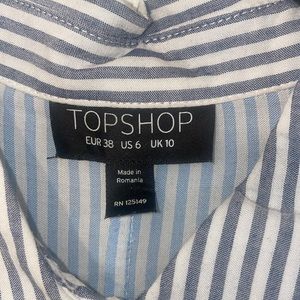 TOPSHOP
EUR 38 US 6 UK 10
Made in
Romania
RN 125149